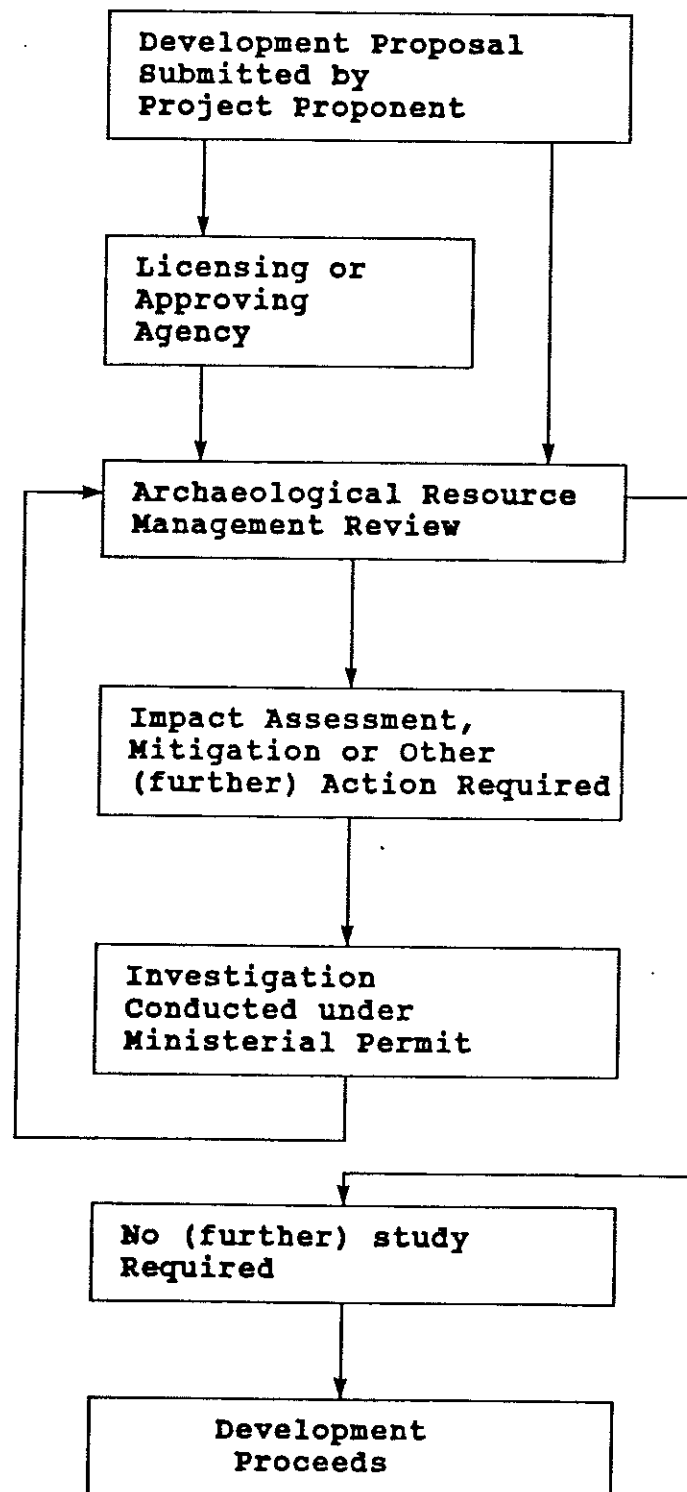 Development Proposal
Submitted by
Project Proponent
Licensing or
Approving
Agency
Archaeological Resource
Management Review
Impact Assessment,
Mitigation or Other
(further) Action Required
Investigation
Conducted under
Ministerial Permit
No (further) study
Required
Development
Proceeds